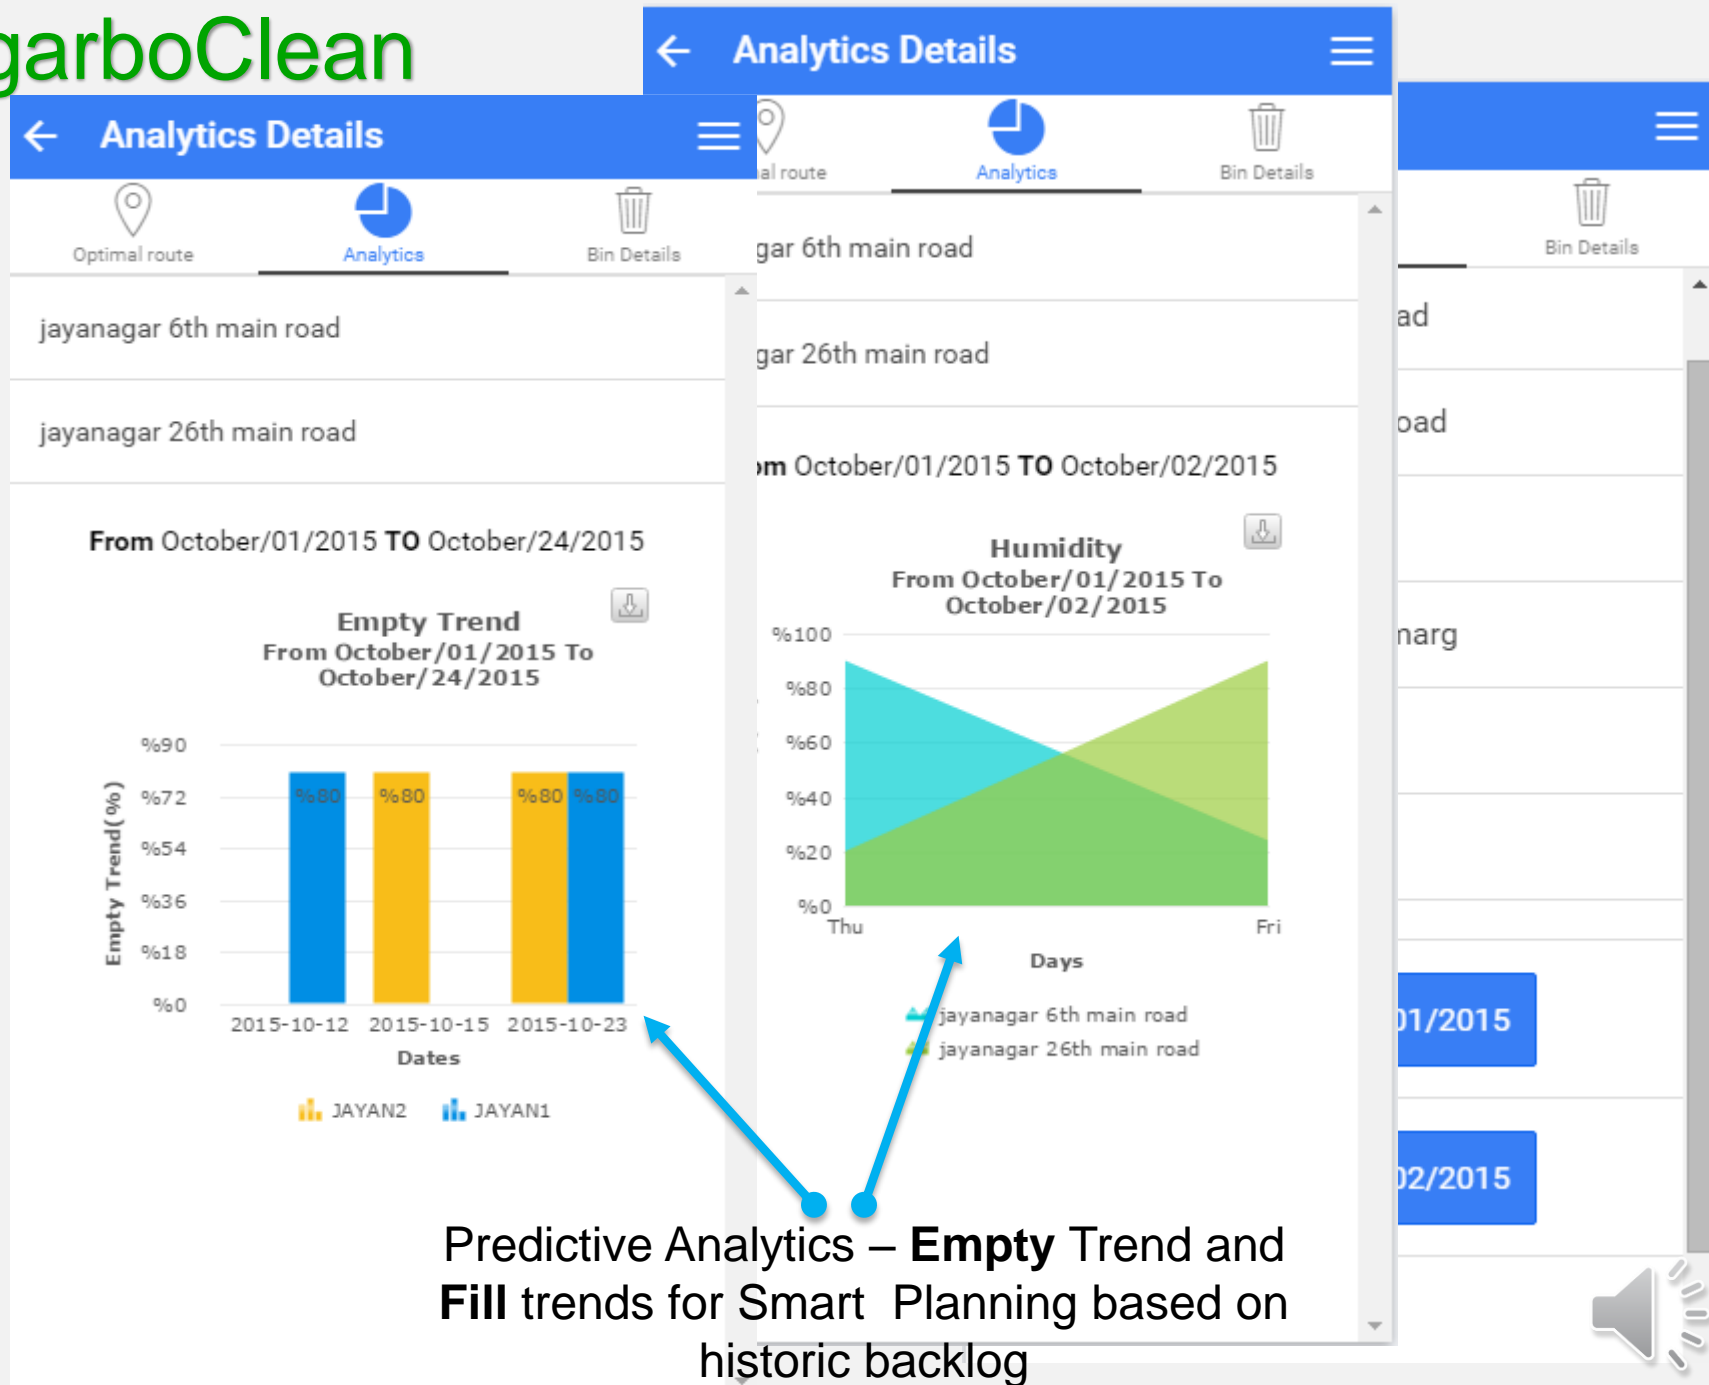 garboClean
Analytics Details
Optimal route
Analytics
Bin Details
jayanagar 6th main road
jayanagar 26th main road
From October/01/2015 TO October/24/2015
Empty Trend
From October/01/2015 To
October/24/2015
Empty Trend(%)
%90
%72
%54
%36
%18
%0
%80
%80
%80
%80
2015-10-12
2015-10-15
2015-10-23
Dates
JAYAN2
JAYAN1
Analytics Details
al route
Analytics
Bin Details
gar 6th main road
gar 26th main road
om October/01/2015 TO October/02/2015
Humidity
From October/01/2015 To
October/02/2015
%100
%80
%60
%40
%20
%0
Thu
Fri
Days
jayanagar 6th main road
jayanagar 26th main road
Bin Details
ad
oad
marg
01/2015
02/2015
Predictive Analytics – Empty Trend and
Fill trends for Smart Planning based on
historic backlog